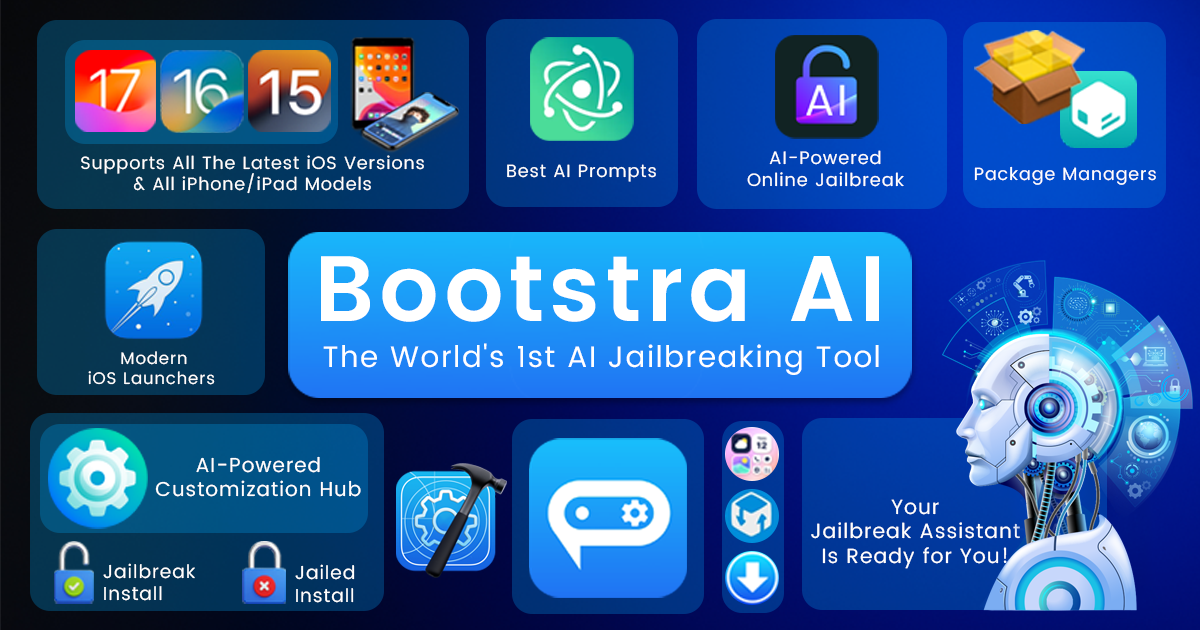 17
16
15
Supports All The Latest iOS Versions
& All iPhone/iPad Models
Best AI Prompts
AI
AI-Powered
Online Jailbreak
Package Managers
Modern
iOS Launchers
Bootstra AI
The World's 1st AI Jailbreaking Tool
AI-Powered
Customization Hub
Jailbreak
Install
Jailed
Install
12
Your
Jailbreak Assistant
Is Ready for You!